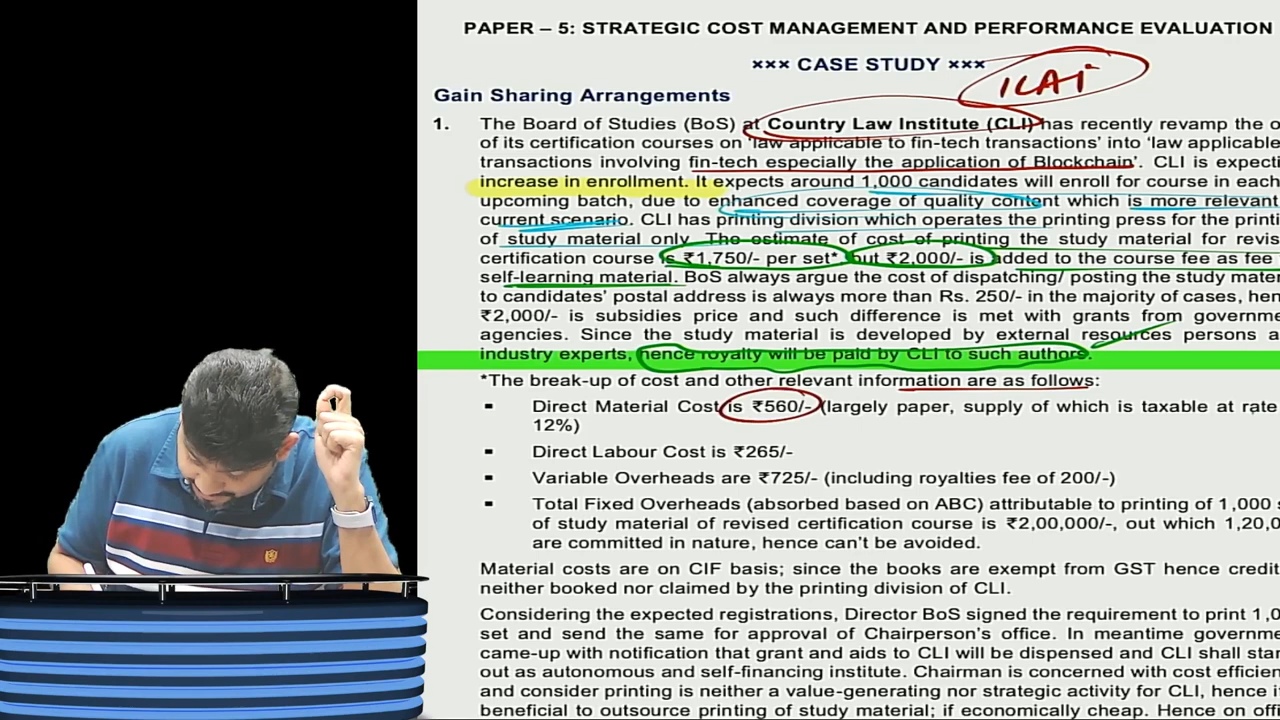 PAPER – 5: STRATEGIC COST MANAGEMENT AND PERFORMANCE EVALUATION
××× CASE STUDY ×××
ICAI
Gain Sharing Arrangements
1. The Board of Studies (BoS) at Country Law Institute (CLI) has recently revamp the o
of its certification courses on ‘law applicable to fin-tech transactions’ into ‘law applicable
transactions involving fin-tech especially the application of Blockchain’. CLI is expecti
increase in enrollment. It expects around 1,000 candidates will enroll for course in each
upcoming batch, due to enhanced coverage of quality content which is more relevant
current scenario. CLI has printing division which operates the printing press for the printi
of study material only. The estimate of cost of printing the study material for revis
certification course is ₹1,750/- per set* but ₹2,000/- is added to the course fee as fee
self-learning material. BoS always argue the cost of dispatching/ posting the study mate
to candidates’ postal address is always more than Rs. 250/- in the majority of cases, hen
₹2,000/- is subsidies price and such difference is met with grants from governme
agencies. Since the study material is developed by external resources persons a
industry experts, hence royalty will be paid by CLI to such authors.
*The break-up of cost and other relevant information are as follows:
▪ Direct Material Cost is ₹560/- (largely paper, supply of which is taxable at rate
12%)
▪ Direct Labour Cost is ₹265/-
▪ Variable Overheads are ₹725/- (including royalties fee of 200/-)
▪ Total Fixed Overheads (absorbed based on ABC) attributable to printing of 1,000 s
of study material of revised certification course is ₹2,00,000/-, out which 1,20,0
are committed in nature, hence can’t be avoided.
Material costs are on CIF basis; since the books are exempt from GST hence credit
neither booked nor claimed by the printing division of CLI.
Considering the expected registrations, Director BoS signed the requirement to print 1,0
set and send the same for approval of Chairperson’s office. In meantime governme
came-up with notification that grant and aids to CLI will be dispensed and CLI shall star
out as autonomous and self-financing institute. Chairman is concerned with cost efficien
and consider printing is neither a value-generating nor strategic activity for CLI, hence i
beneficial to outsource printing of study material; if economically cheap. Hence on offi